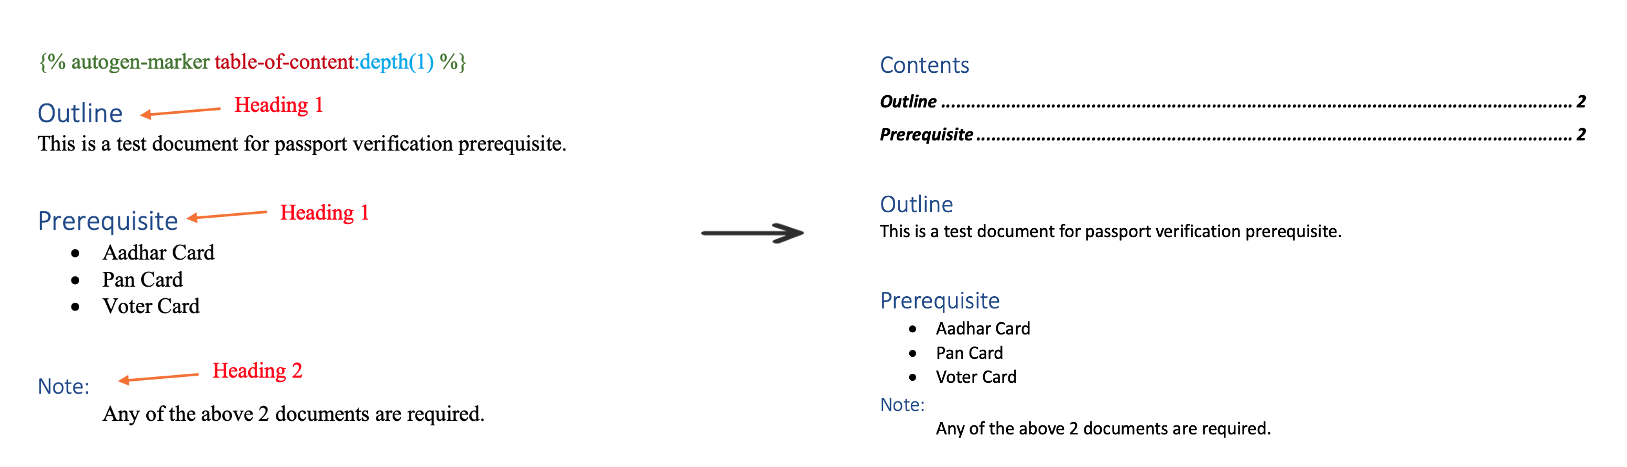 {% autogen-marker table-of-content:depth(1) %}
Outline
Heading 1
This is a test document for passport verification prerequisite.
Prerequisite
Heading 1
• Aadhar Card
• Pan Card
• Voter Card
Note:
Heading 2
Any of the above 2 documents are required.
Contents
Outline ........................................................................................................................ 2
Prerequisite ................................................................................................................. 2
Outline
This is a test document for passport verification prerequisite.
Prerequisite
• Aadhar Card
• Pan Card
• Voter Card
Note:
Any of the above 2 documents are required.